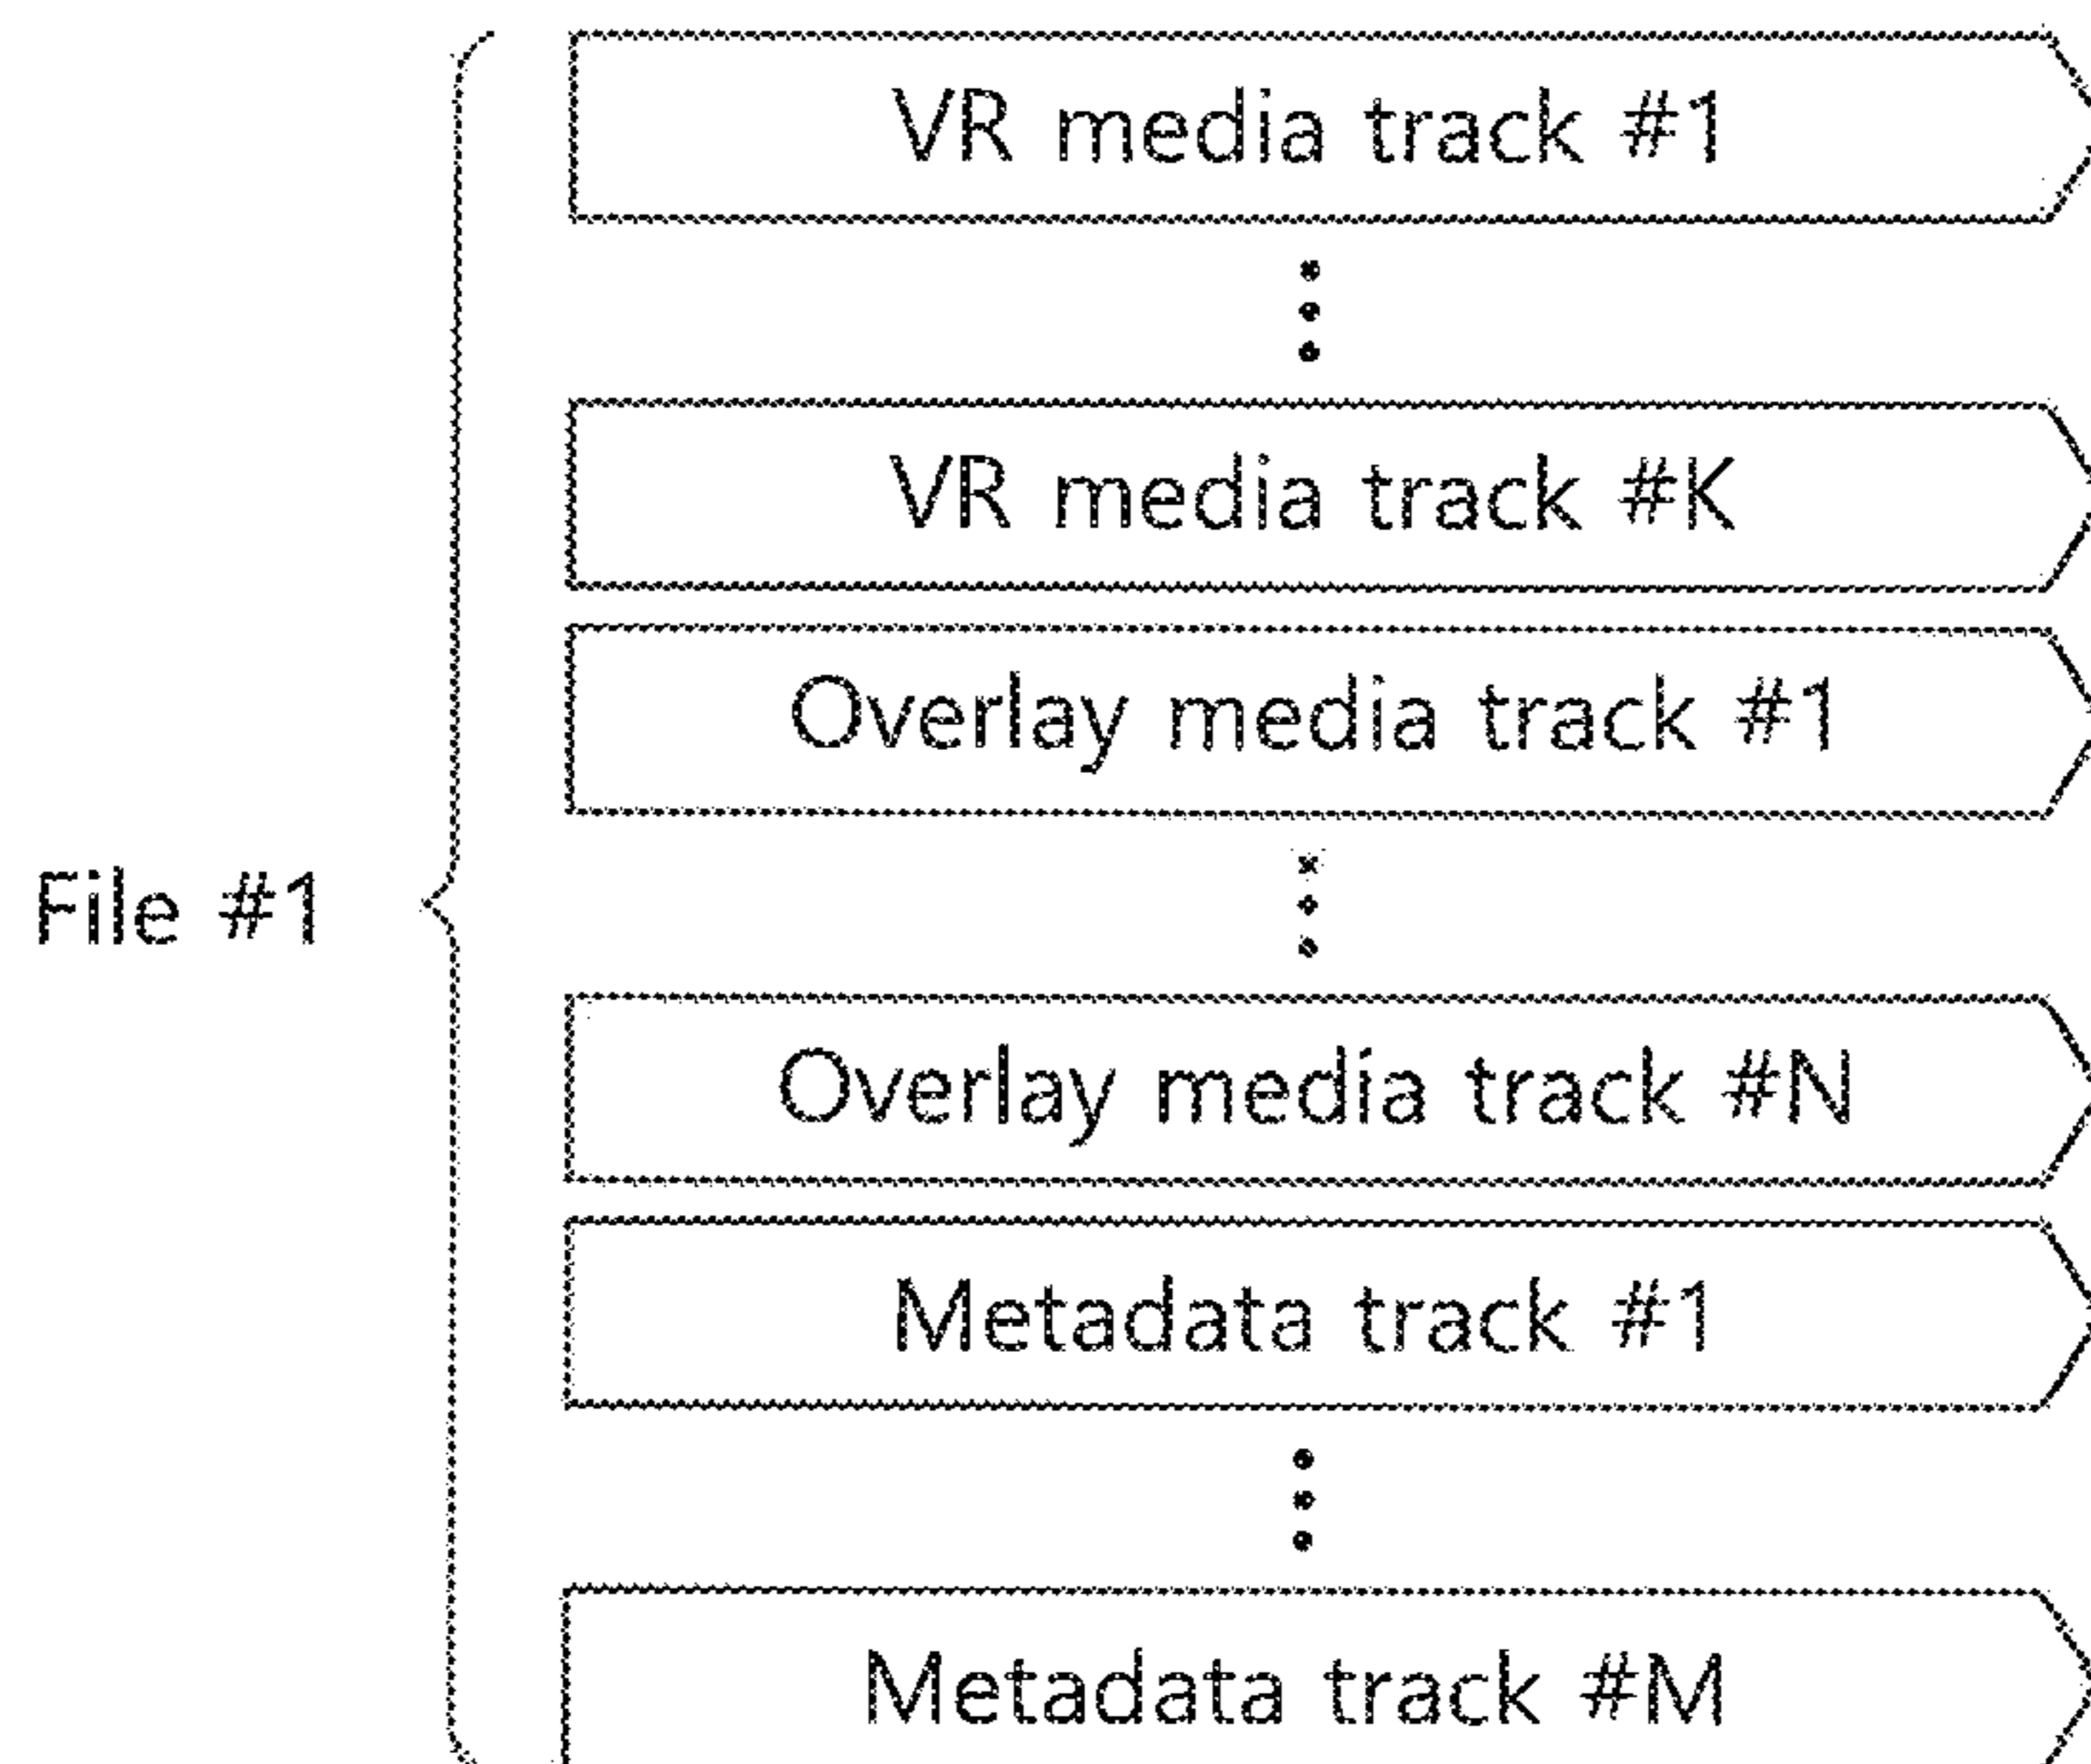 VR media track #1
VR media track #K
Overlay media track #1
File #1
Overlay media track #N
Metadata track #1
Metadata track #M